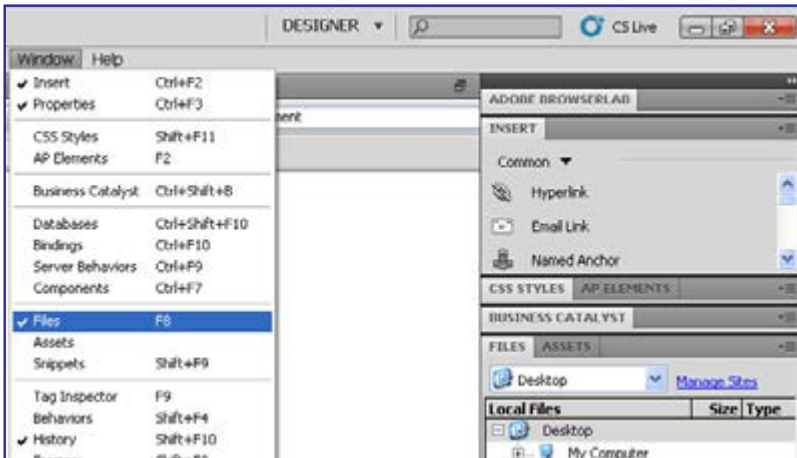 DESIGNER
CS Live
Window Help
Insert Ctrl+F2
Properties Ctrl+F3
CSS Styles Shift+F11
AP Elements F2
Business Catalyst Ctrl+Shift+B
Databases Ctrl+Shift+F10
Bindings Ctrl+F10
Server Behaviors Ctrl+F9
Components Ctrl+F7
Files F8
Assets
Snippets Shift+F9
Tag Inspector F9
Behaviors Shift+F4
History Shift+F10
ment
ADOBE BROWSERLAB
INSERT
Common
Hyperlink
Email Link
Named Anchor
CSS STYLES AP ELEMENTS
BUSINESS CATALYST
FILES ASSETS
Desktop Manage Sites
Local Files Size Type
Desktop
My Computer